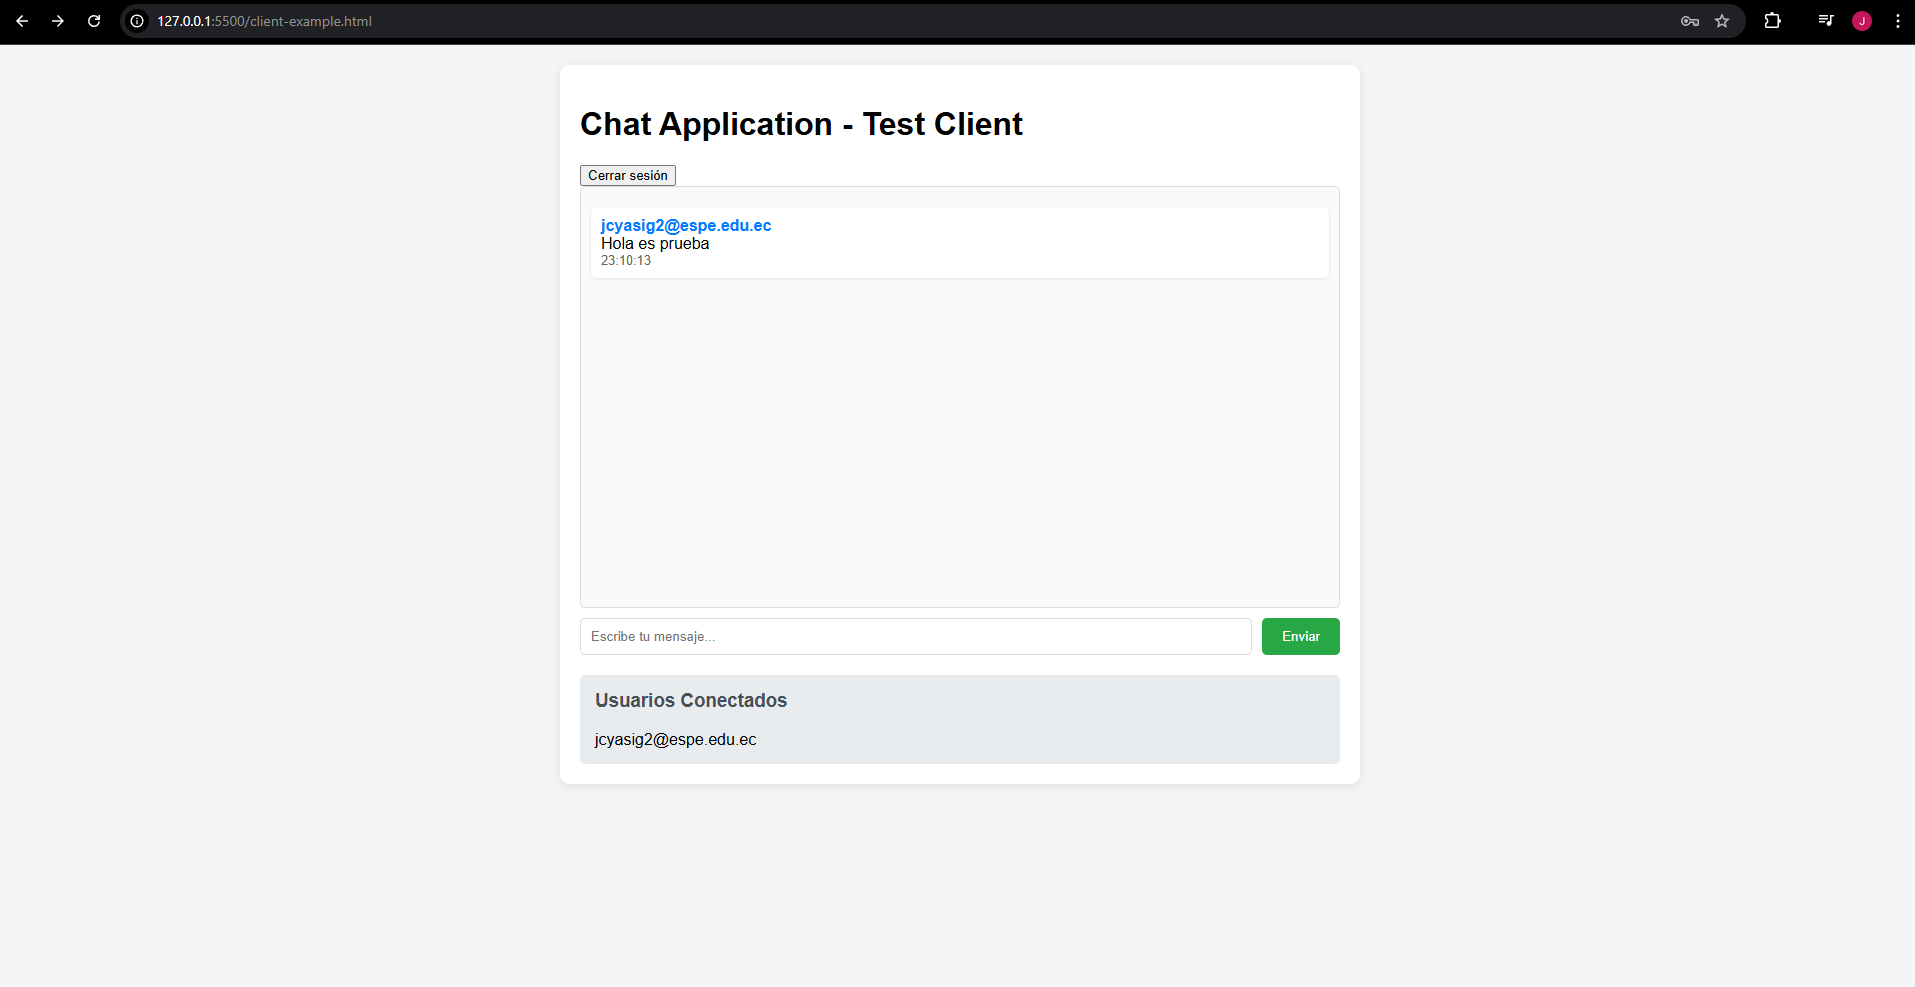 127.0.0.1:5500/client-example.html
J
Chat Application - Test Client
Cerrar sesión
jcyasig2@espe.edu.ec
Hola es prueba
23:10:13
Escribe tu mensaje...
Enviar
Usuarios Conectados
jcyasig2@espe.edu.ec